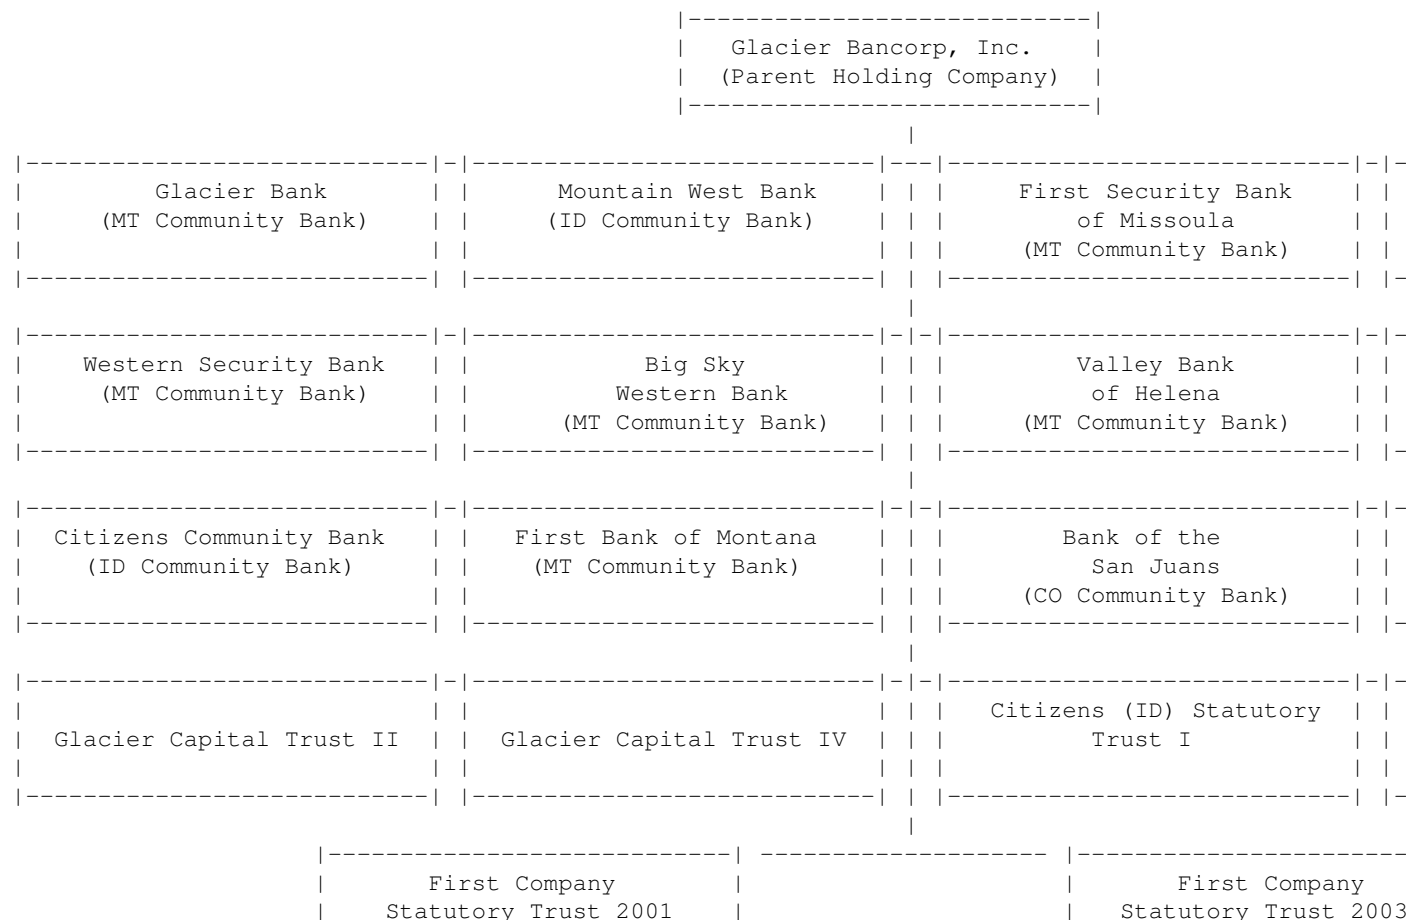 Glacier Bancorp, Inc.
(Parent Holding Company)
Glacier Bank Mountain West Bank First Security Bank
(MT Community Bank) (ID Community Bank) of Missoula
(MT Community Bank)
Western Security Bank Big Sky Valley Bank
(MT Community Bank) Western Bank of Helena
(MT Community Bank) (MT Community Bank)
Citizens Community Bank First Bank of Montana Bank of the
(ID Community Bank) (MT Community Bank) San Juans
(CO Community Bank)
Citizens (ID) Statutory
Glacier Capital Trust II Glacier Capital Trust IV Trust I
First Company First Company
Statutory Trust 2001 Statutory Trust 2003